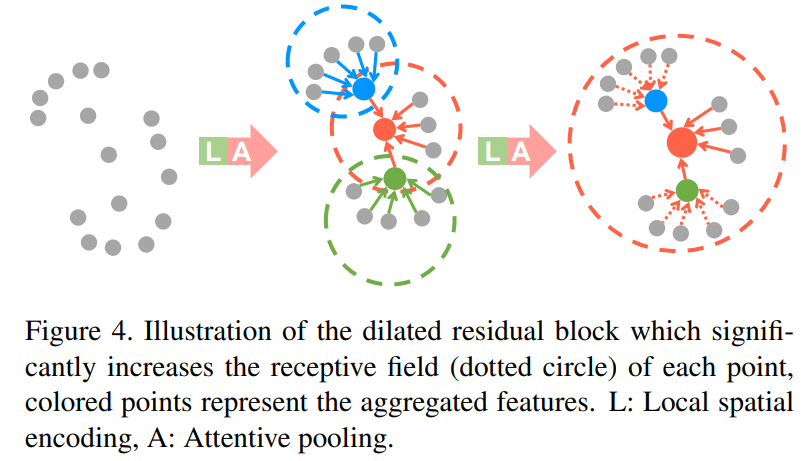 L A
L A
Figure 4. Illustration of the dilated residual block which signifi-
cantly increases the receptive field (dotted circle) of each point,
colored points represent the aggregated features. L: Local spatial
encoding, A: Attentive pooling.